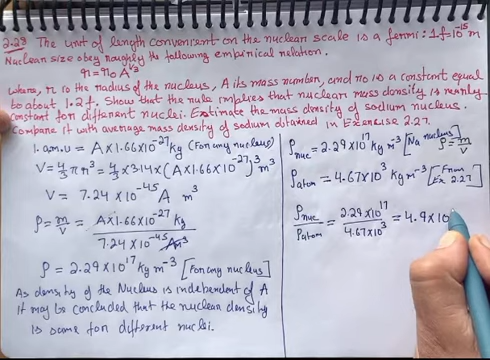 2.28 The unit of length convenient on the nuclear scale is a fermi: 1f=10⁻¹⁵ m
Nuclear size obey roughly the following empirical relation.
r = r₀ A^1/3
where, r is the radius of the nucleus, A its mass number, and r₀ is a constant equal
to about 1.2 f. Show that the rule implies that nuclear mass density is nearly
constant for different nuclei. Estimate the mass density of sodium nucleus.
Compare it with average mass density of sodium obtained in Exercise 2.27.
1 a.m.u = A × 1.66×10⁻²⁷ kg (For any nucleus)
V = 4/3 π r³ = 4/3 × 3.14 × (A × 1.66×10⁻²⁷)³ m³
V = 7.24 × 10⁻⁴⁵ A m³
ρ = m/V = A × 1.66×10⁻²⁷ kg / 7.24 × 10⁻⁴⁵ A m³
ρ = 2.29 × 10¹⁷ kg m⁻³ [For any nucleus]
As density of the Nucleus is independent of A
it may be concluded that the nuclear density
is same for different nuclei.
ρnuc = 2.29×10¹⁷ kg m⁻³ [Na nucleus] ρ = m/V
ρatom = 4.67×10³ kg m⁻³ [From Ex 2.27]
ρnuc / ρatom = 2.29×10¹⁷ / 4.67×10³ = 4.9×10